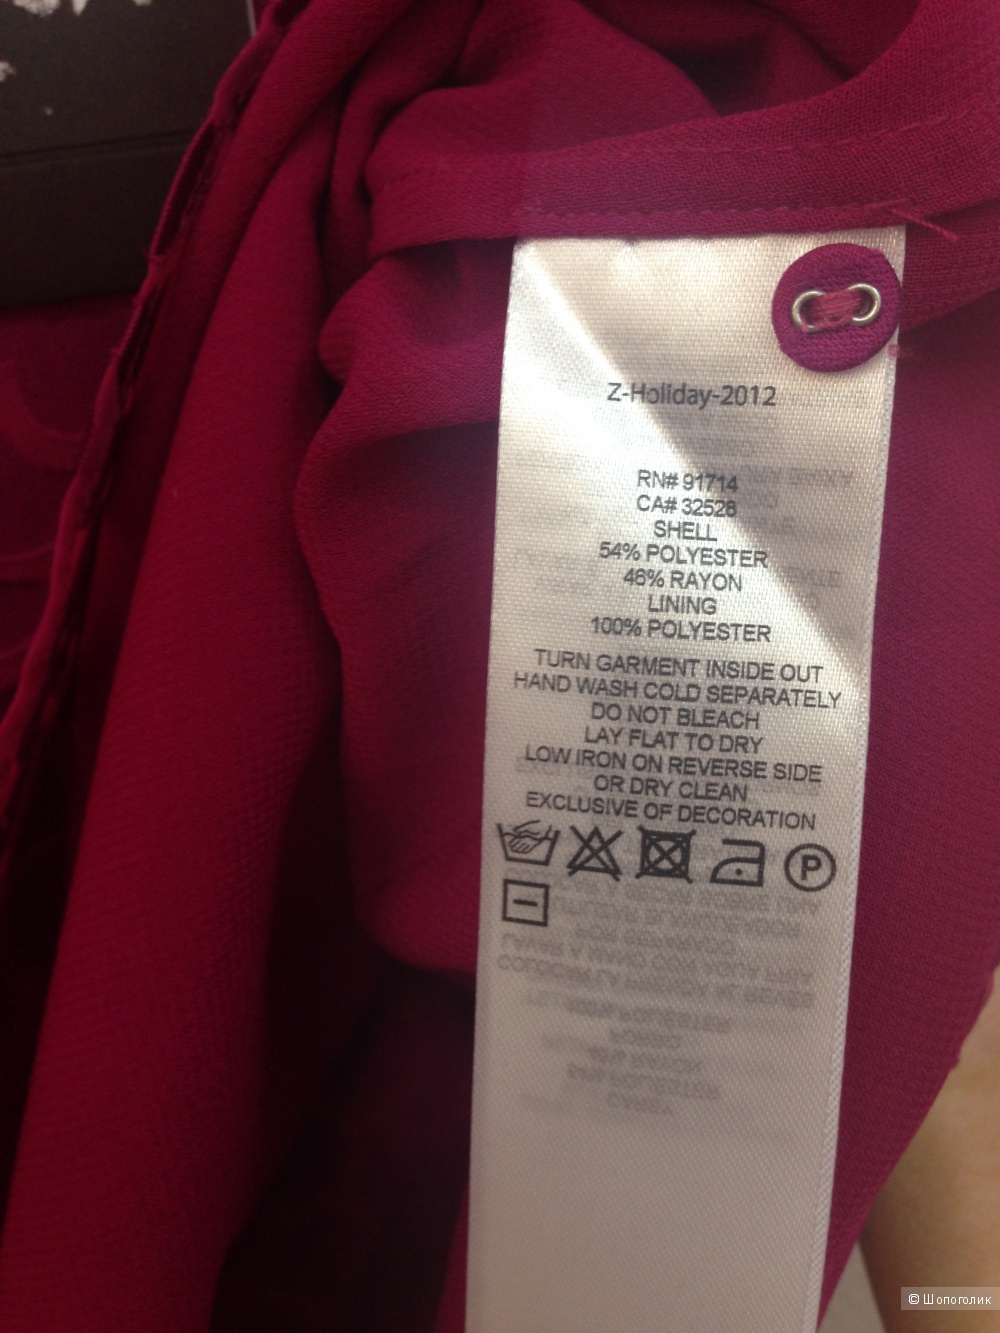 Z-Holiday-2012
RN# 91714
CA# 32528
SHELL
54% POLYESTER
46% RAYON
LINING
100% POLYESTER
TURN GARMENT INSIDE OUT
HAND WASH COLD SEPARATELY
DO NOT BLEACH
LAY FLAT TO DRY
LOW IRON ON REVERSE SIDE
OR DRY CLEAN
EXCLUSIVE OF DECORATION
P
© Шопоголик